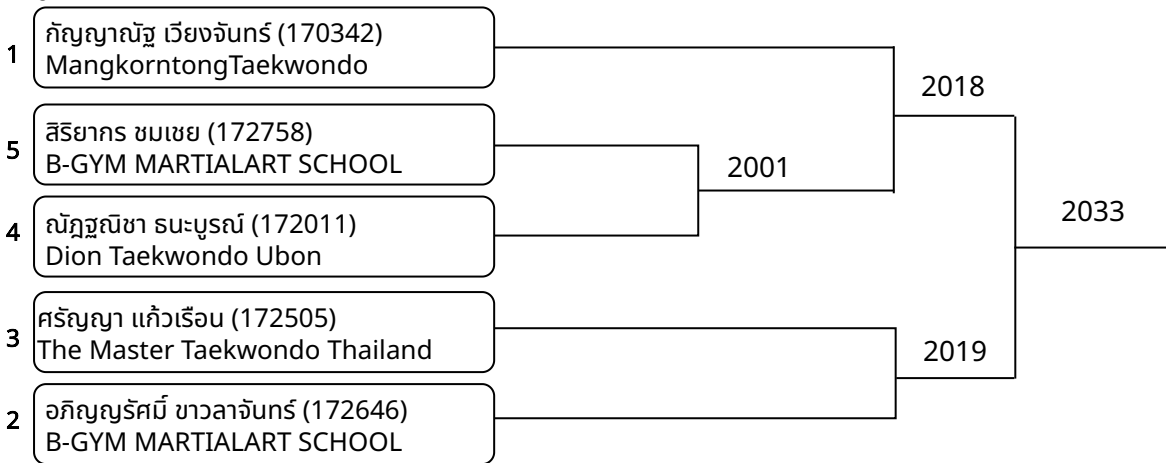 1
กัญญาณัฐ เวียงจันทร์ (170342)
MangkorntongTaekwondo
2018
5
สิริยากร ชมเชย (172758)
B-GYM MARTIALART SCHOOL
2001
4
ณัฎฐณิชา ธนะบูรณ์ (172011)
Dion Taekwondo Ubon
2033
3
ศรัญญา แก้วเรือน (172505)
The Master Taekwondo Thailand
2019
2
อภิญญรัศมิ์ ขาวลาจันทร์ (172646)
B-GYM MARTIALART SCHOOL